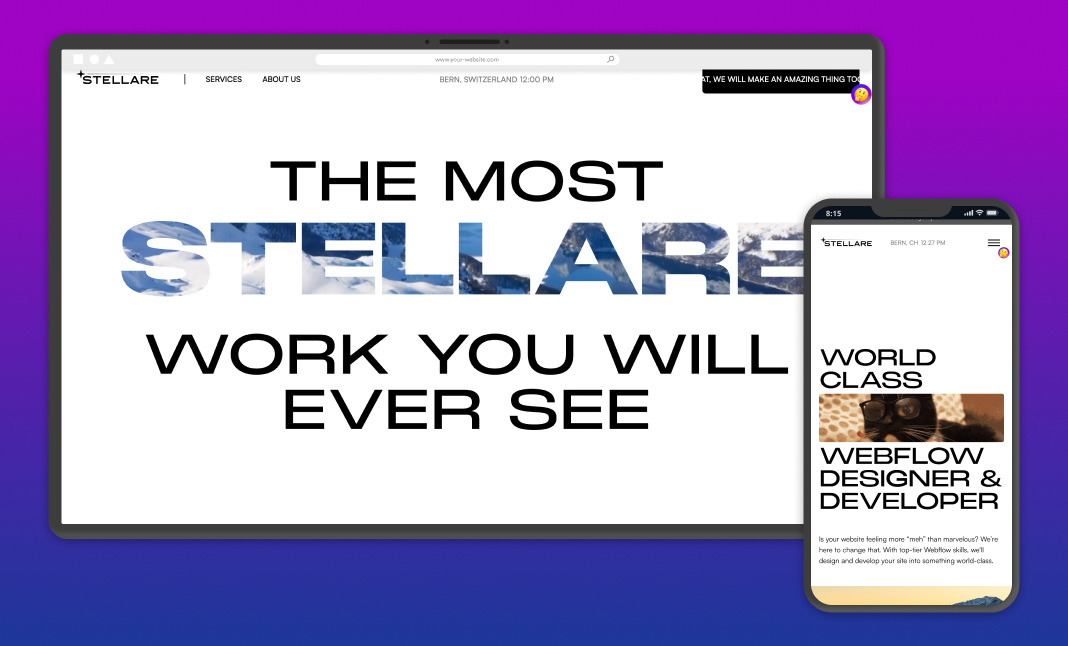 www.your-website.com
STELLARE | SERVICES ABOUT US BERN, SWITZERLAND 12:00 PM AT, WE WILL MAKE AN AMAZING THING TOO
THE MOST
STELLARE
WORK YOU WILL
EVER SEE
8:15
STELLARE BERN, CH 12:27 PM
WORLD
CLASS
WEBFLOW
DESIGNER &
DEVELOPER
Is your website feeling more "meh" than marvelous? We're
here to change that. With top-tier Webflow skills, we'll
design and develop your site into something world-class.